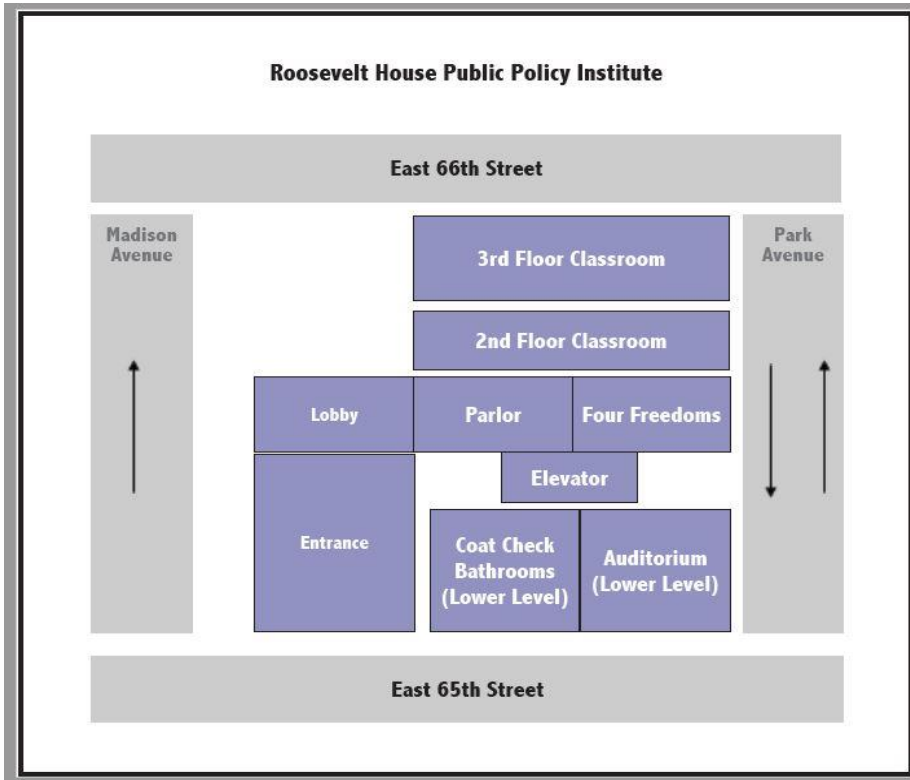 Roosevelt House Public Policy Institute
East 66th Street
Madison
Avenue
Park
Avenue
3rd Floor Classroom
2nd Floor Classroom
Lobby
Parlor
Four Freedoms
Elevator
Entrance
Coat Check
Bathrooms
(Lower Level)
Auditorium
(Lower Level)
East 65th Street